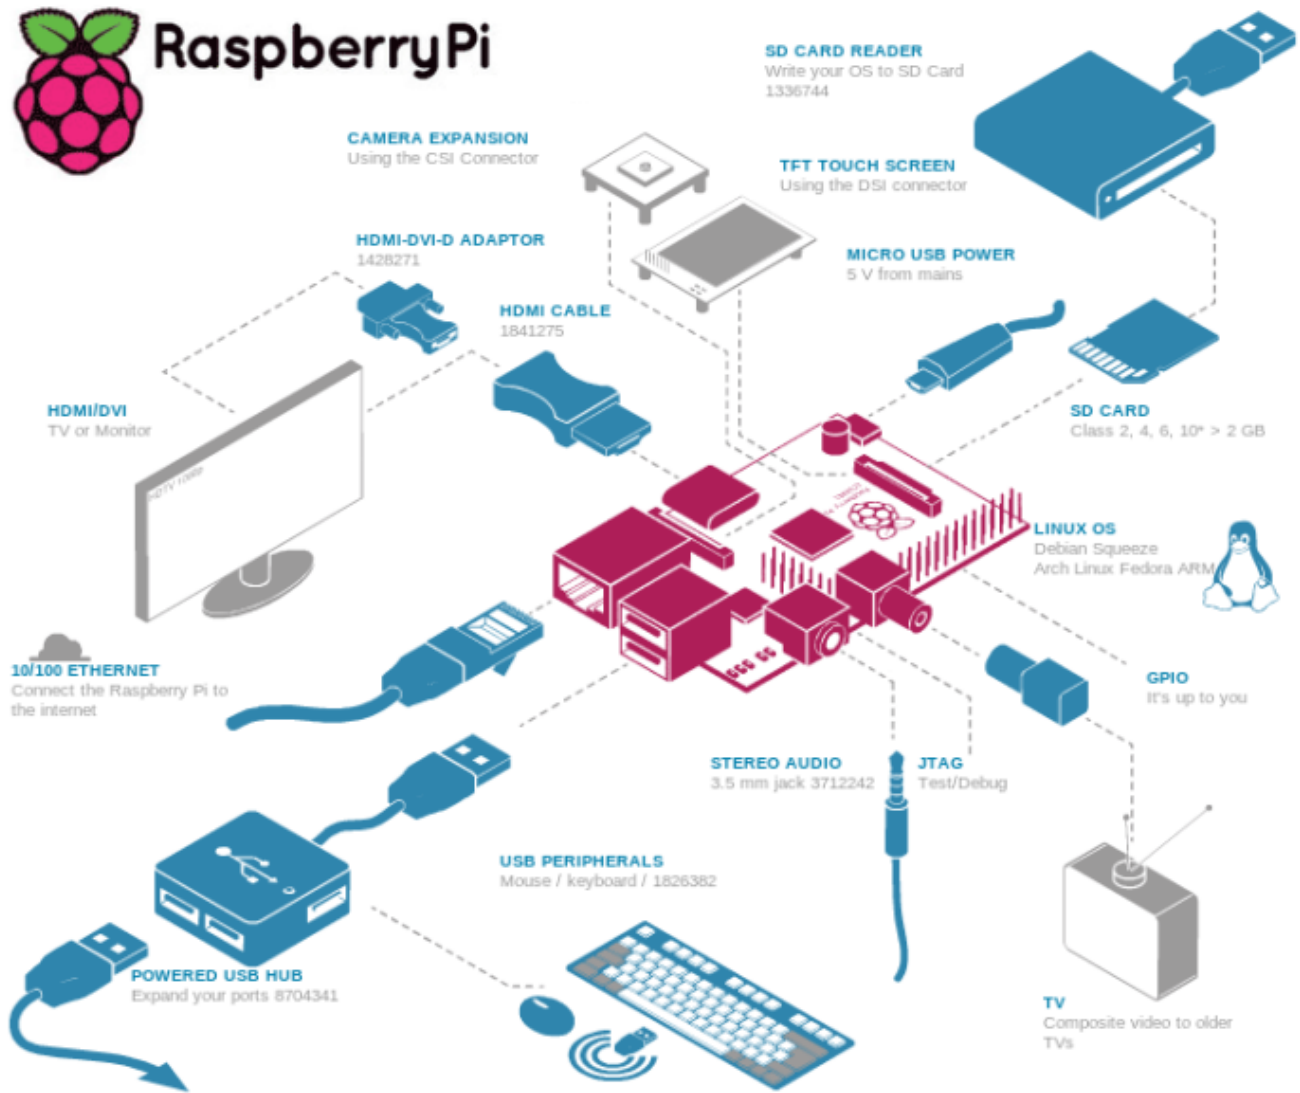 RaspberryPi
SD CARD READER
Write your OS to SD Card
1336744
CAMERA EXPANSION
Using the CSI Connector
TFT TOUCH SCREEN
Using the DSI connector
HDMI-DVI-D ADAPTOR
1428271
MICRO USB POWER
5 V from mains
HDMI CABLE
1841275
HDMI/DVI
TV or Monitor
SD CARD
Class 2, 4, 6, 10* > 2 GB
HDTV 1080p
LINUX OS
Debian Squeeze
Arch Linux Fedora ARM
10/100 ETHERNET
Connect the Raspberry Pi to
the internet
GPIO
It's up to you
STEREO AUDIO
3.5 mm jack 3712242
JTAG
Test/Debug
USB PERIPHERALS
Mouse / keyboard / 1826382
POWERED USB HUB
Expand your ports 8704341
TV
Composite video to older
TVs